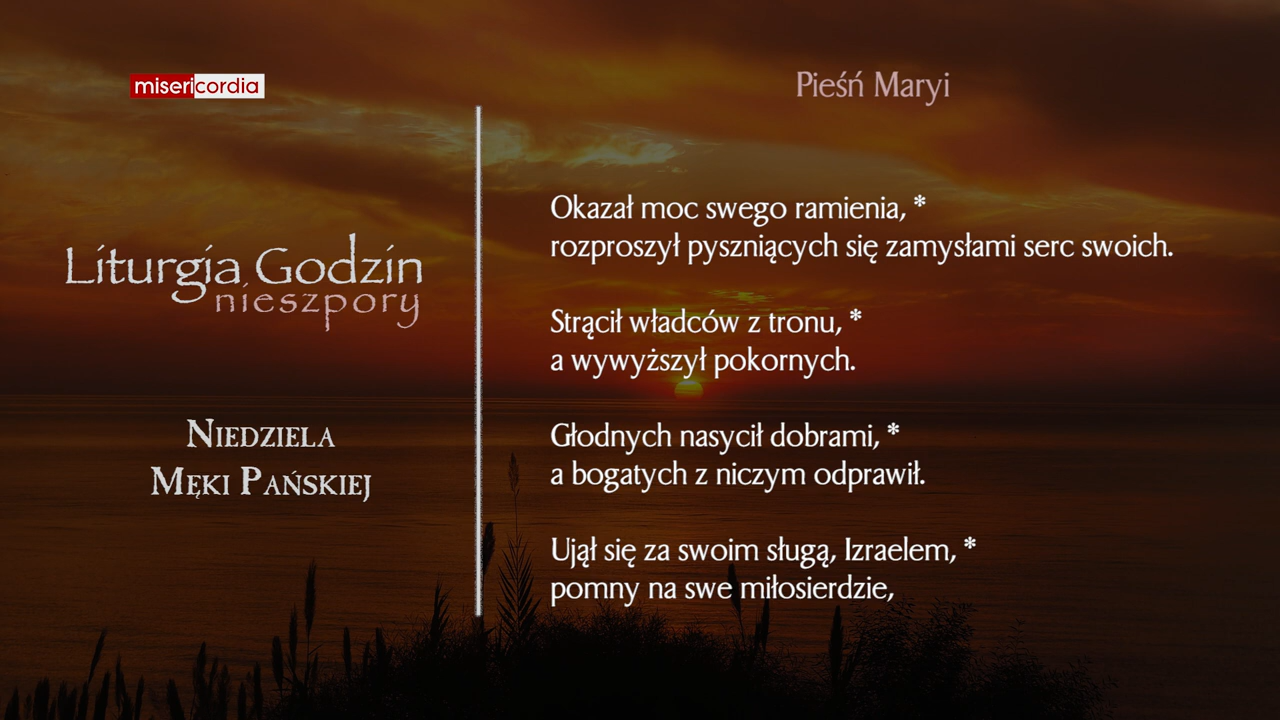 misericordia
Liturgia Godzin
nieszpory
Niedziela
Męki Pańskiej
Pieśń Maryi
Okazał moc swego ramienia, *
rozproszył pyszniących się zamysłami serc swoich.
Strącił władców z tronu, *
a wywyższył pokornych.
Głodnych nasycił dobrami, *
a bogatych z niczym odprawił.
Ujął się za swoim sługą, Izraelem, *
pomny na swe miłosierdzie,